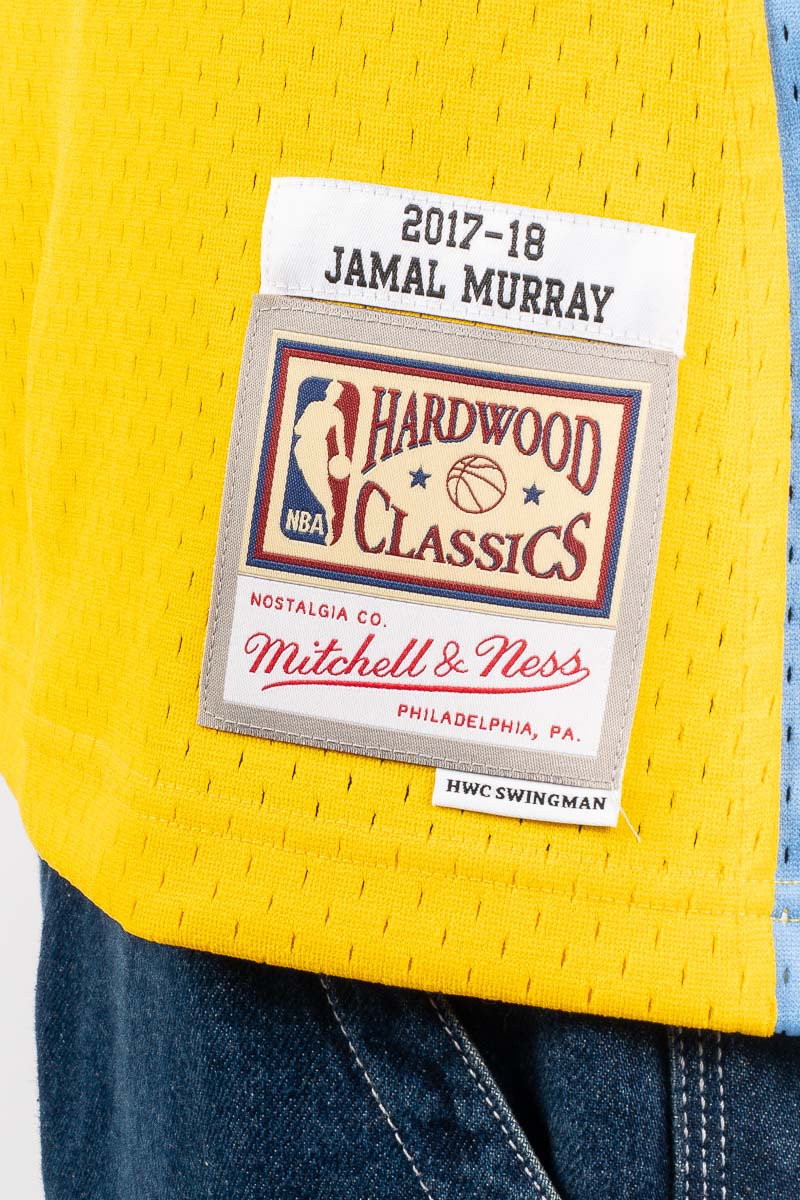 2017-18
JAMAL MURRAY
HARDWOOD
CLASSICS
NBA
NOSTALGIA CO.
Mitchell & Ness
PHILADELPHIA, PA.
HWC SWINGMAN